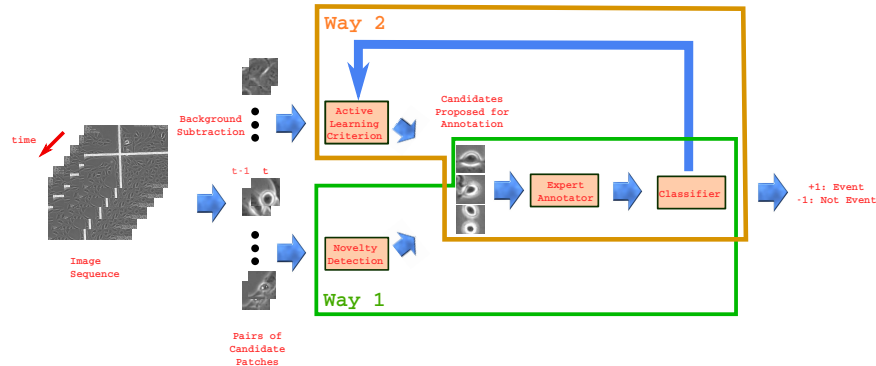 Way 2
time
Background
Subtraction
Active
Learning
Criterion
Candidates
Proposed for
Annotation
t-1 t
Expert
Annotator
Classifier
+1: Event
-1: Not Event
Image
Sequence
Novelty
Detection
Way 1
Pairs of
Candidate
Patches